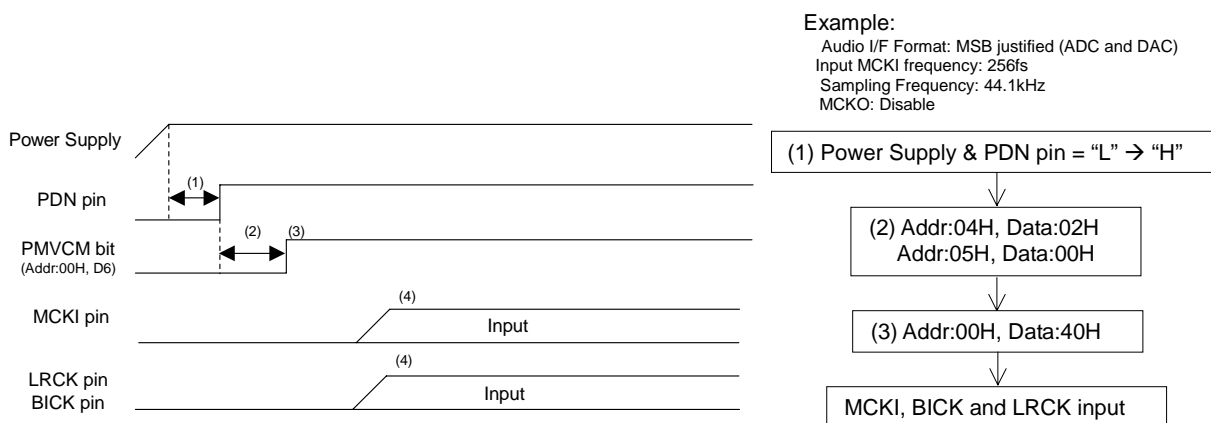 Example:
Audio I/F Format: MSB justified (ADC and DAC)
Input MCKI frequency: 256fs
Sampling Frequency: 44.1kHz
MCKO: Disable
Power Supply
(1)
PDN pin
(2)
(3)
PMVCM bit
(Addr:00H, D6)
(4)
MCKI pin
Input
(4)
LRCK pin
BICK pin
Input
(1) Power Supply & PDN pin = “L” → “H”
(2) Addr:04H, Data:02H
Addr:05H, Data:00H
(3) Addr:00H, Data:40H
MCKI, BICK and LRCK input